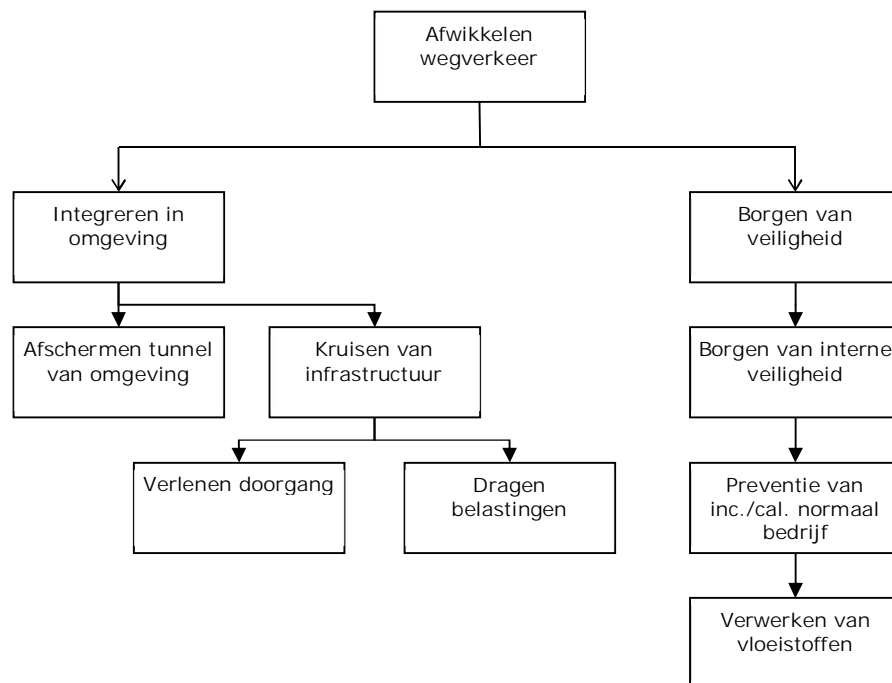 Afwikkelen
wegverkeer
Integreren in
omgeving
Borgen van
veiligheid
Afschermen tunnel
van omgeving
Kruisen van
infrastructuur
Borgen van interne
veiligheid
Verlenen doorgang
Dragen
belastingen
Preventie van
inc./cal. normaal
bedrijf
Verwerken van
vloeistoffen